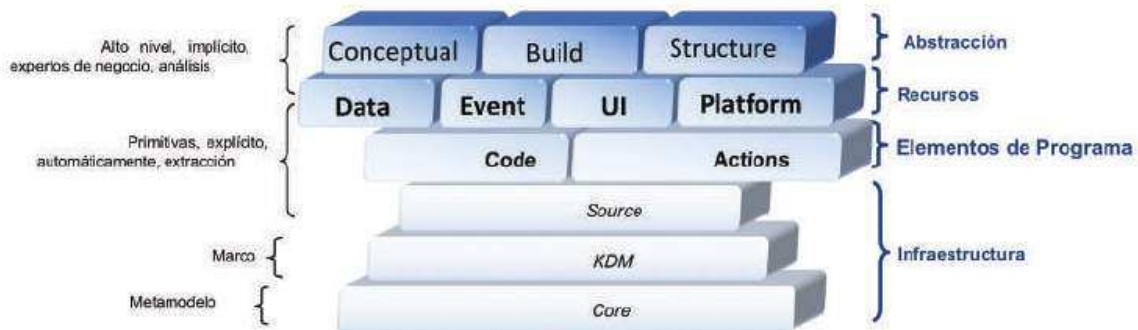 Alto nivel, implícito,
experios de negocio, análisis
Conceptual Build Structure
Abstracción
Data Event UI Platform
Recursos
Primitivas, explícito,
automáticamente, extracción
Code Actions
Elementos de Programa
Source
Marco
KDM
Infraestructura
Metamodelo
Core